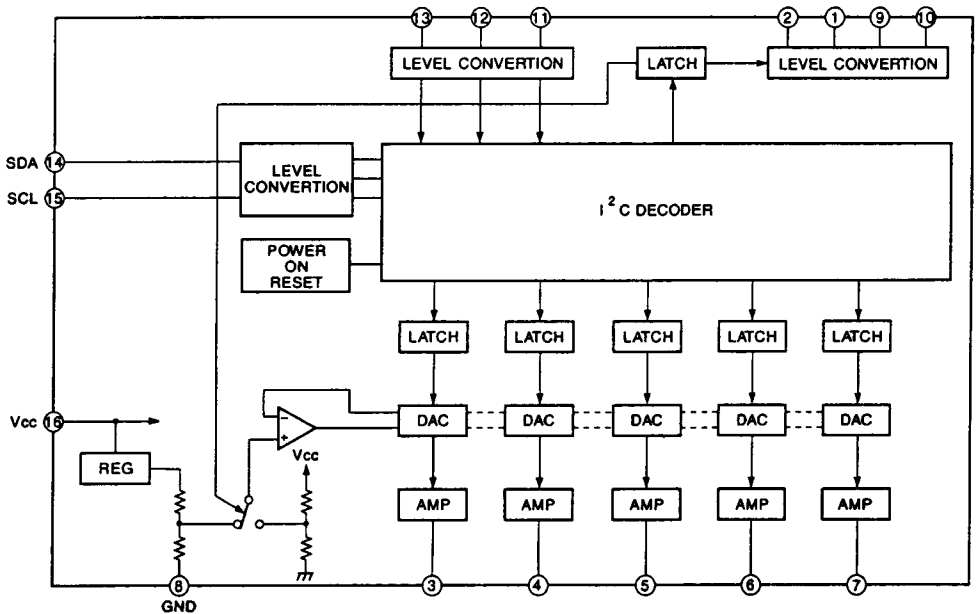 13 12 11 2 1 9 10
LEVEL CONVERTION LATCH LEVEL CONVERTION
SDA 14
LEVEL
CONVERTION
SCL 15
I²C DECODER
POWER
ON
RESET
LATCH LATCH LATCH LATCH LATCH
Vcc 16
−
+
DAC DAC DAC DAC DAC
Vcc
REG
AMP AMP AMP AMP AMP
8 3 4 5 6 7
GND